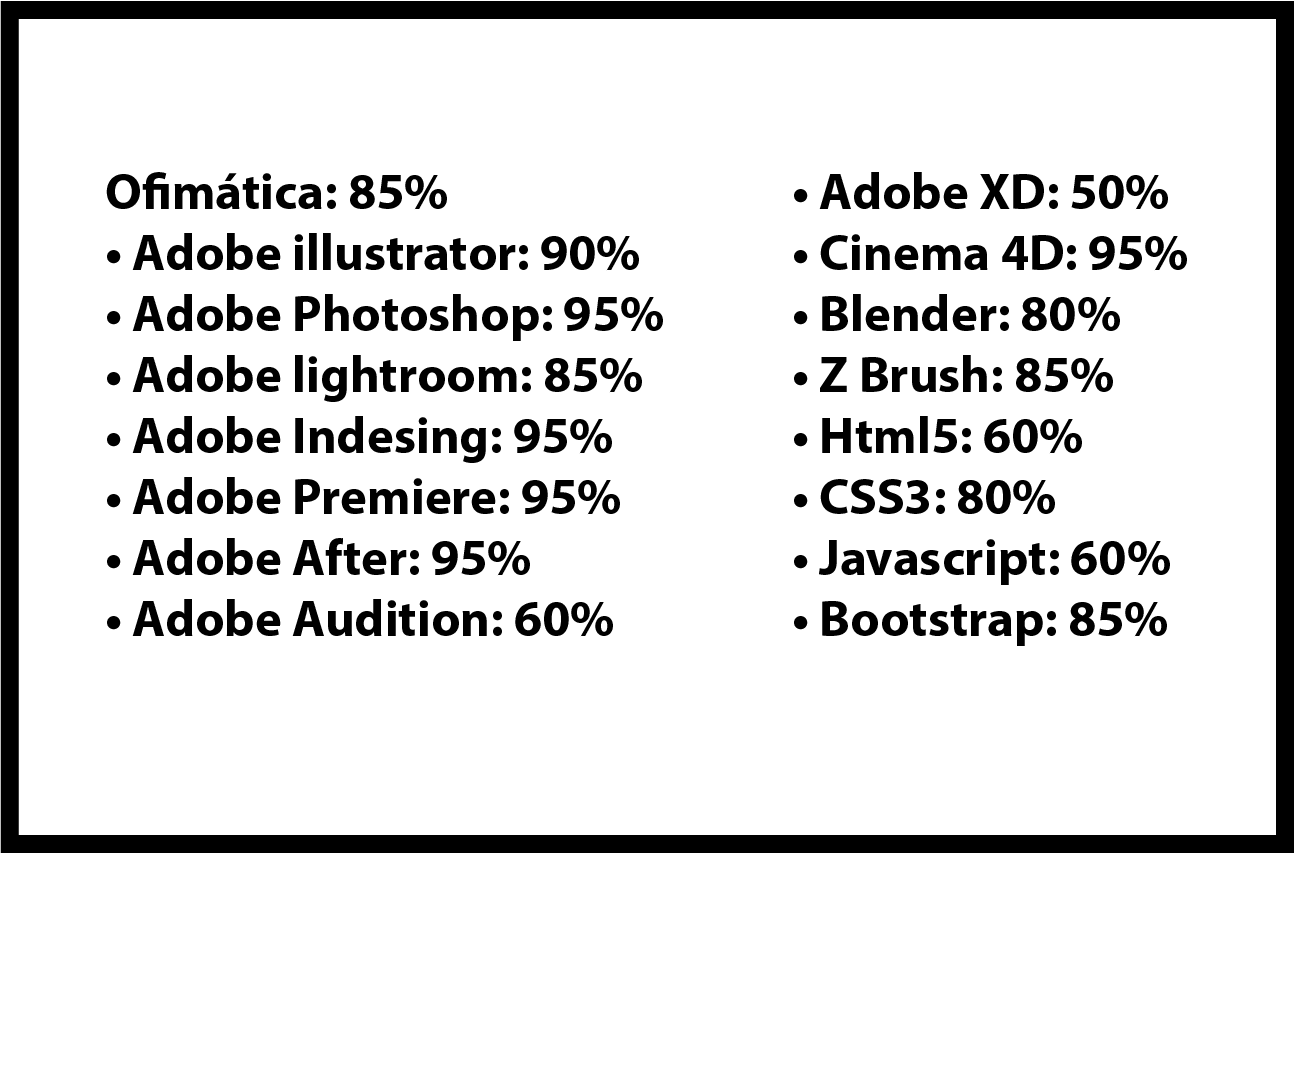 Ofimática: 85%
• Adobe illustrator: 90%
• Adobe Photoshop: 95%
• Adobe lightroom: 85%
• Adobe Indesing: 95%
• Adobe Premiere: 95%
• Adobe After: 95%
• Adobe Audition: 60%
• Adobe XD: 50%
• Cinema 4D: 95%
• Blender: 80%
• Z Brush: 85%
• Html5: 60%
• CSS3: 80%
• Javascript: 60%
• Bootstrap: 85%